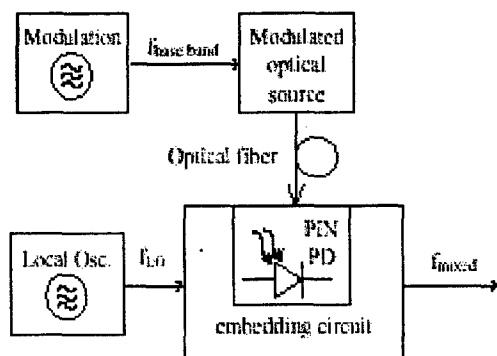 Modulation
f_base band
Modulated
optical
source
Optical fiber
Local Osc.
f_LO
PIN
PD
f_mixed
embedding circuit